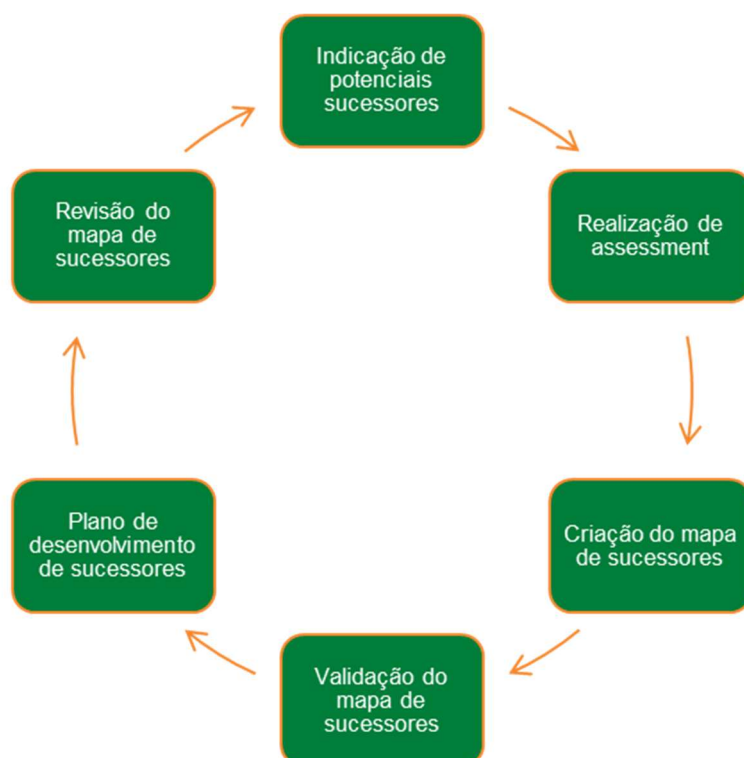 Indicação de
potenciais
sucessores
Realização de
assessment
Criação do mapa
de sucessores
Validação do
mapa de
sucessores
Plano de
desenvolvimento
de sucessores
Revisão do
mapa de
sucessores